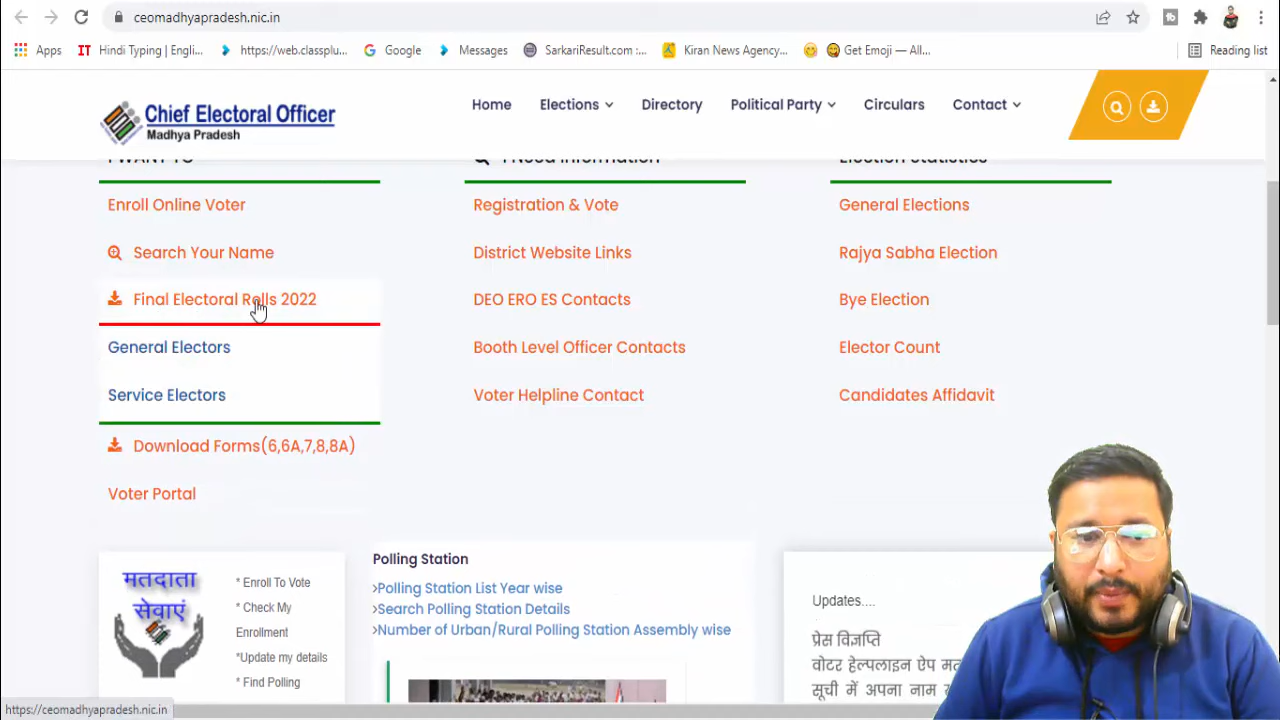 ceomadhyapradesh.nic.in
Apps
Hindi Typing | Engli...
https://web.classplu...
Google
Messages
SarkariResult.com :...
Kiran News Agency...
Get Emoji — All...
Reading list
Chief Electoral Officer
Madhya Pradesh
Home
Elections
Directory
Political Party
Circulars
Contact
I WANT TO
I Need Information
Election Statistics
Enroll Online Voter
Registration & Vote
General Elections
Search Your Name
District Website Links
Rajya Sabha Election
Final Electoral Rolls 2022
DEO ERO ES Contacts
Bye Election
General Electors
Booth Level Officer Contacts
Elector Count
Service Electors
Voter Helpline Contact
Candidates Affidavit
Download Forms(6,6A,7,8,8A)
Voter Portal
मतदाता
सेवाएं
* Enroll To Vote
* Check My
Enrollment
*Update my details
* Find Polling
Polling Station
>Polling Station List Year wise
>Search Polling Station Details
>Number of Urban/Rural Polling Station Assembly wise
Updates....
प्रेस विज्ञप्ति
वोटर हेल्पलाइन ऐप
सूची में अपना नाम
https://ceomadhyapradesh.nic.in